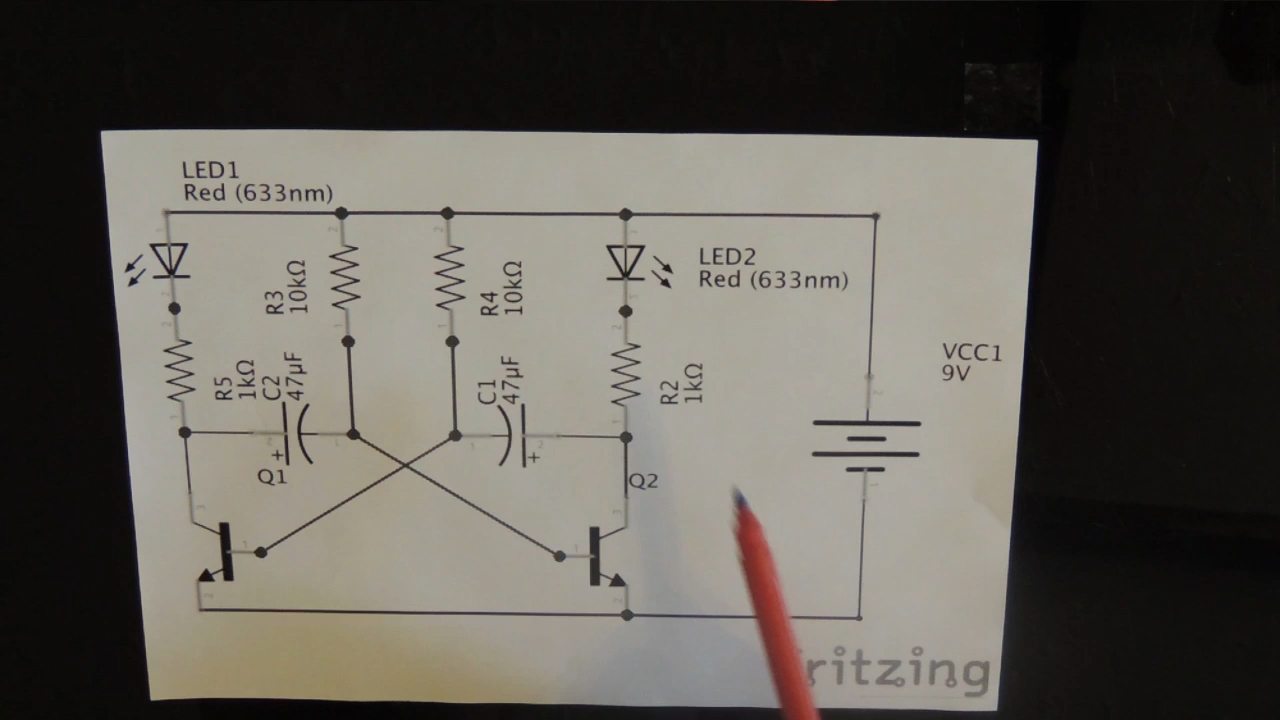 LED1
Red (633nm)
LED2
Red (633nm)
R3
10kΩ
R4
10kΩ
VCC1
9V
R5
1kΩ
C2
47µF
C1
47µF
R2
1kΩ
+
+
Q1
Q2
ritzing